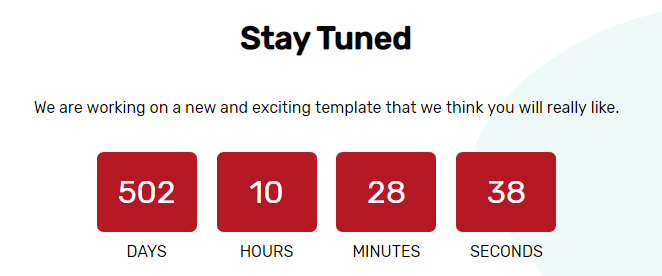 Stay Tuned
We are working on a new and exciting template that we think you will really like.
502 10 28 38
DAYS HOURS MINUTES SECONDS